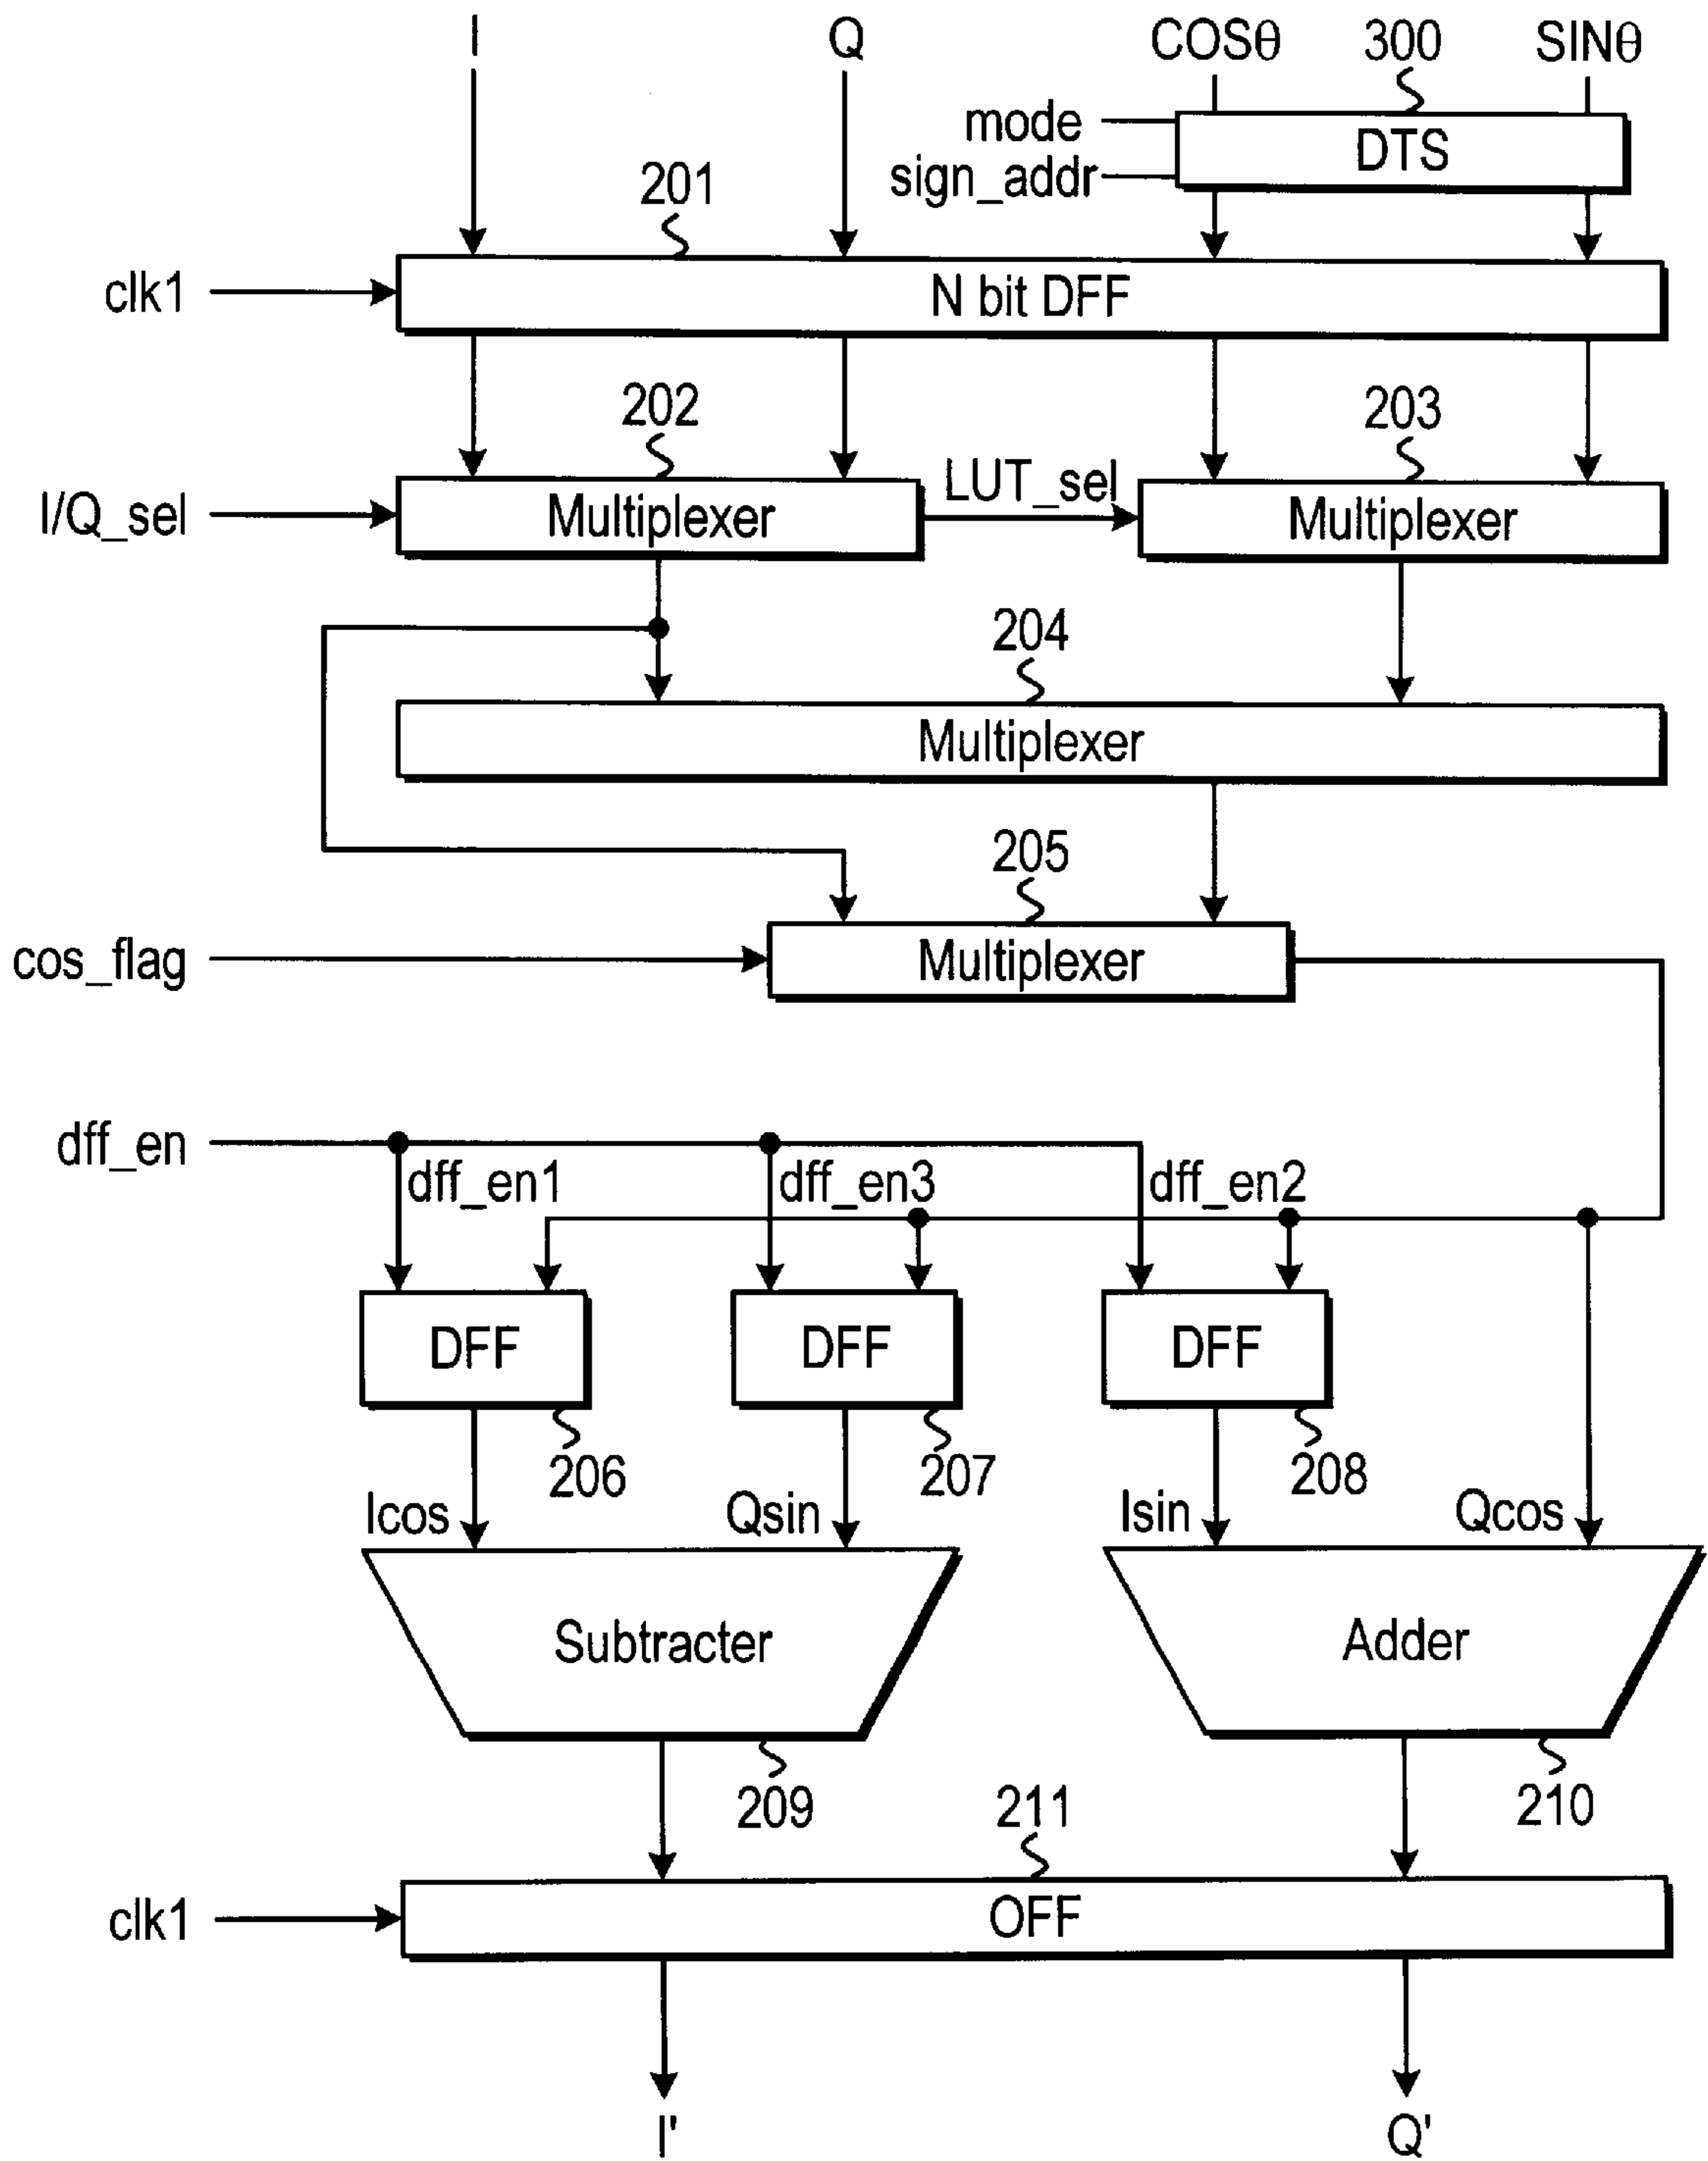 I
Q
COSθ
300
SINθ
mode
DTS
sign_addr
201
clk1
N bit DFF
202
203
I/Q_sel
Multiplexer
LUT_sel
Multiplexer
204
Multiplexer
205
cos_flag
Multiplexer
dff_en
dff_en1
dff_en3
dff_en2
DFF
DFF
DFF
206
207
208
Icos
Qsin
Isin
Qcos
Subtracter
Adder
209
211
210
clk1
OFF
I'
Q'